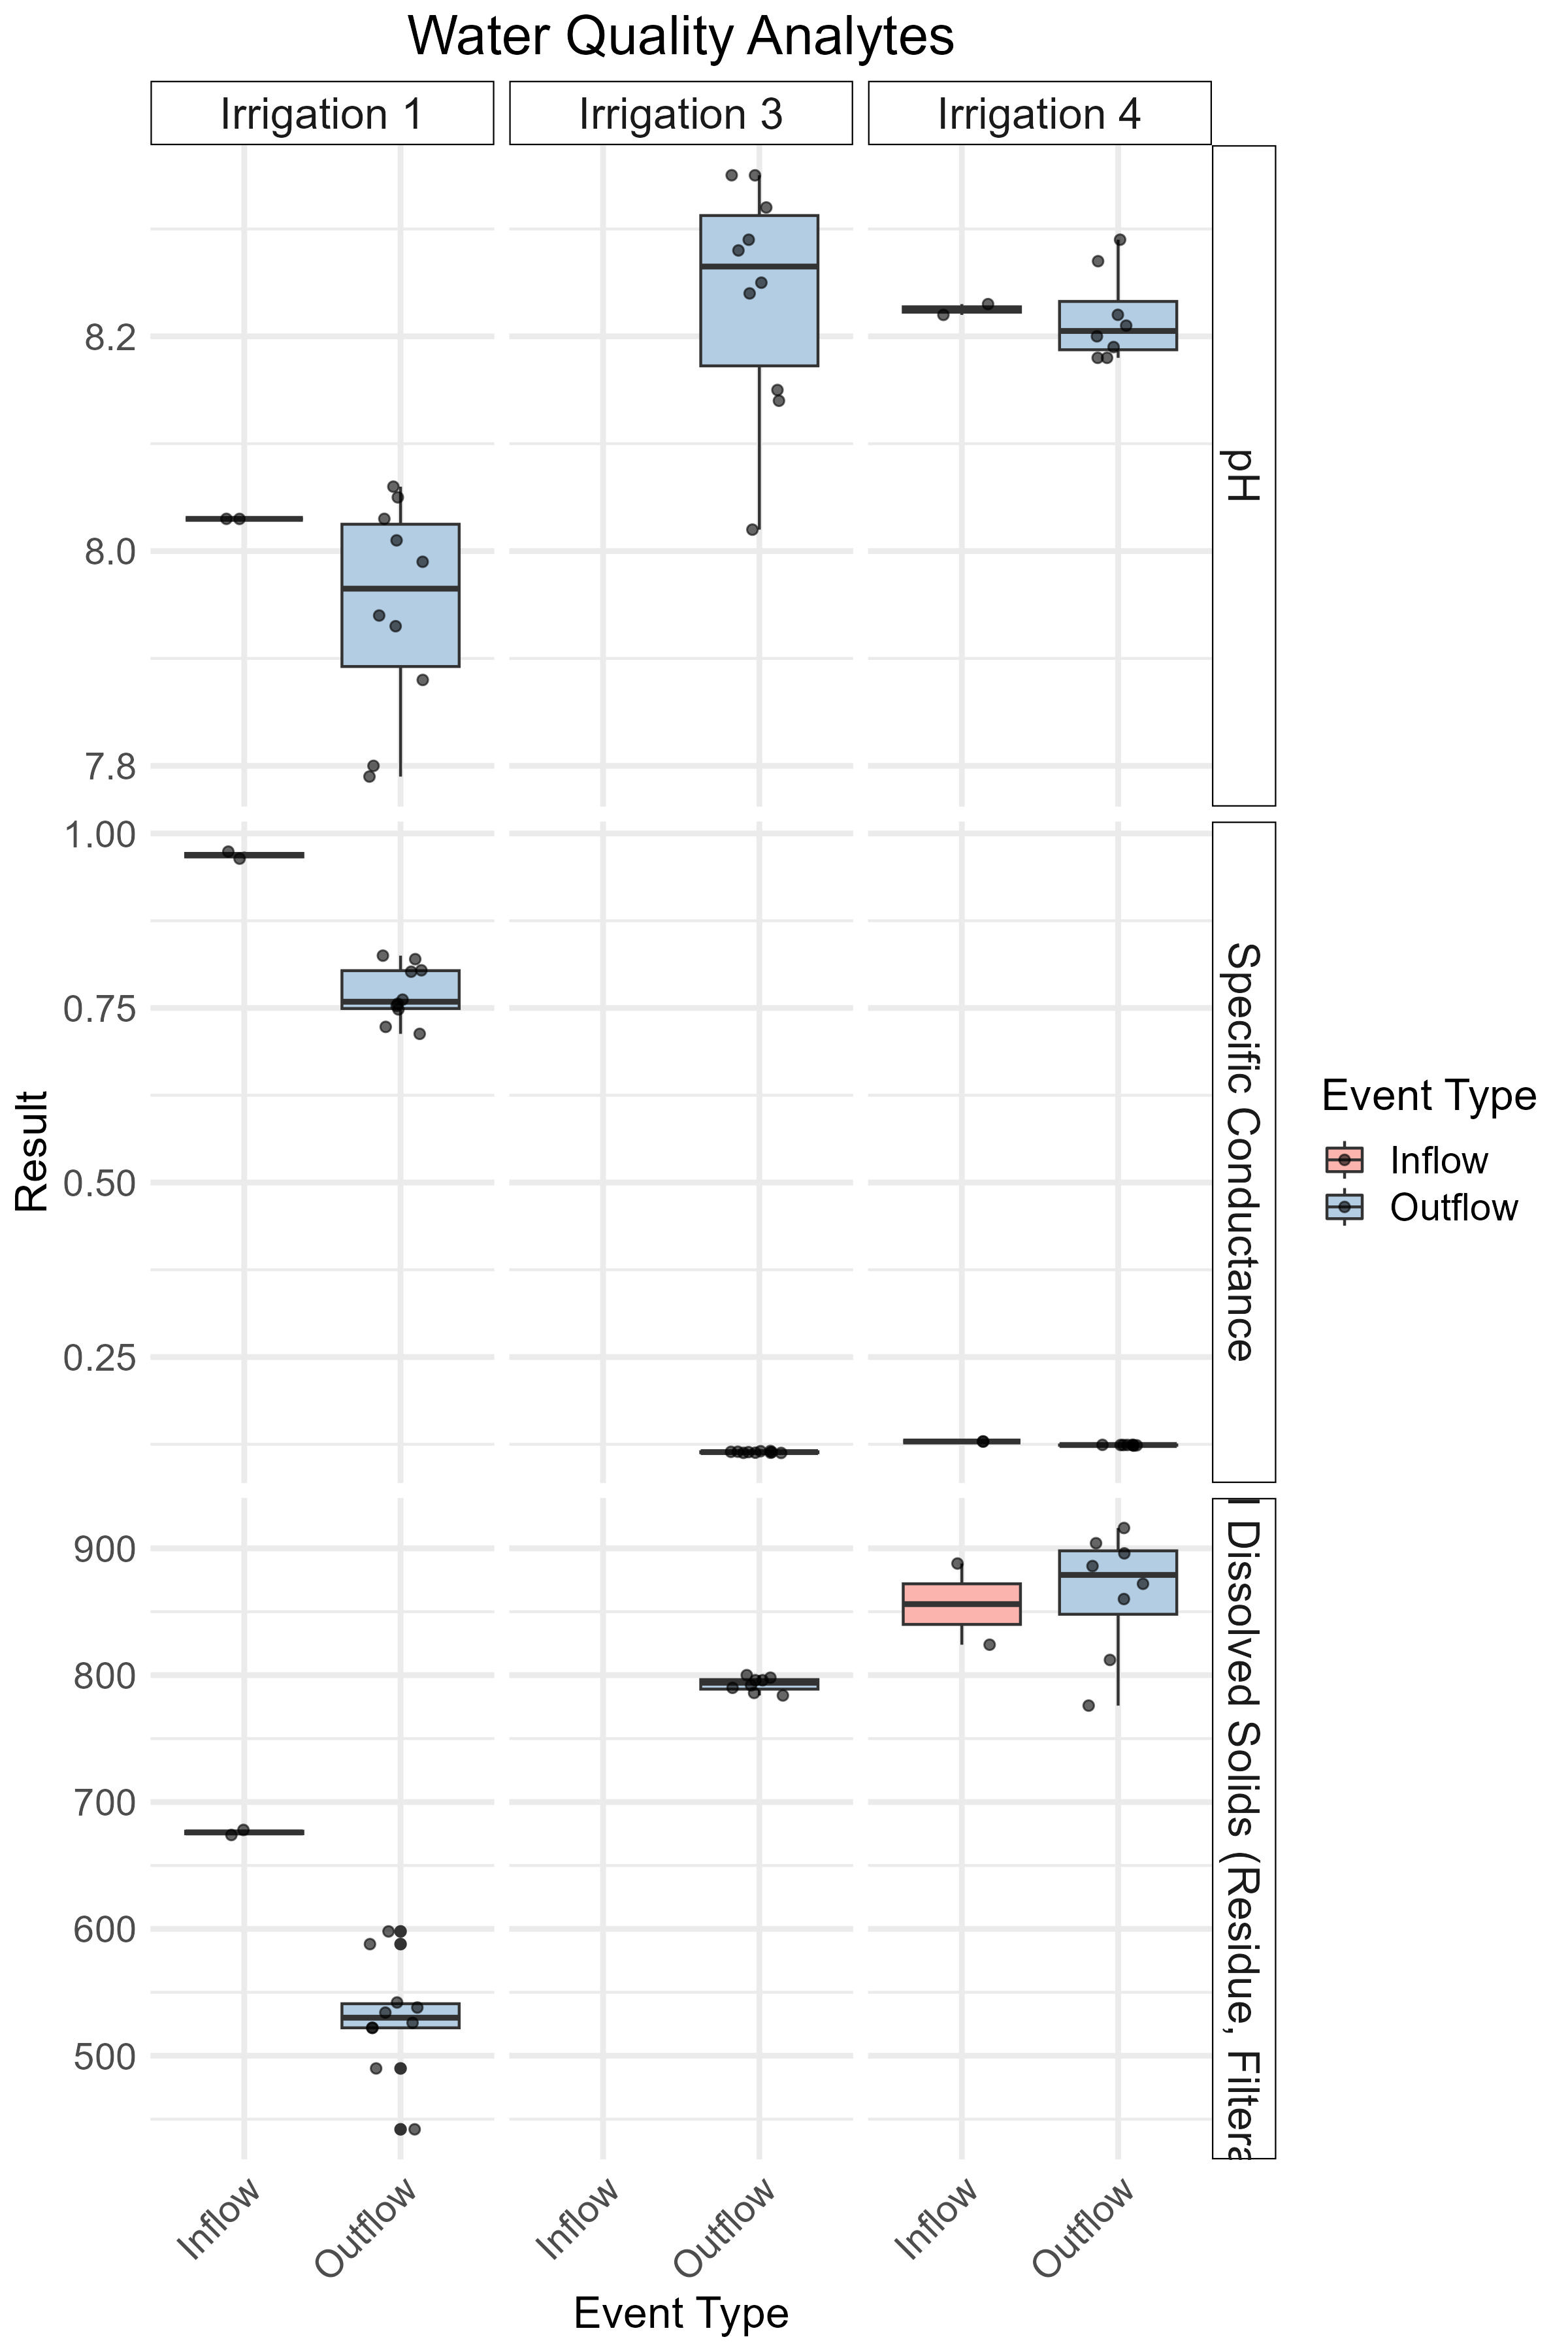 Water Quality Analytes
Irrigation 1
Irrigation 3
Irrigation 4
8.2
8.0
7.8
pH
1.00
0.75
0.50
0.25
Specific Conductance
900
800
700
600
500
Dissolved Solids (Residue,
Result
Inflow
Outflow
Inflow
Outflow
Inflow
Outflow
Event Type
Event Type
Inflow
Outflow